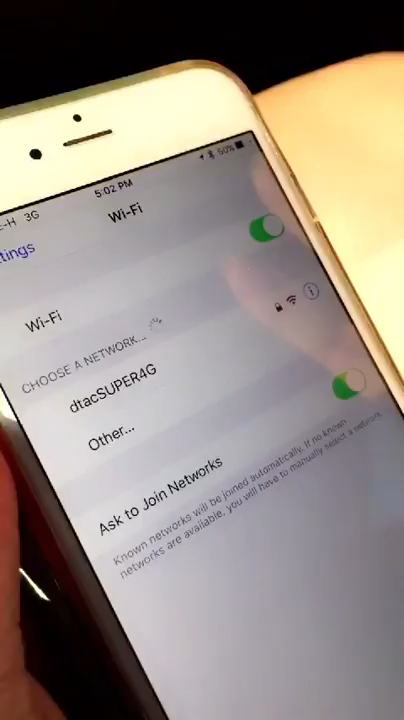 E-H 3G 5:02 PM 50%
ttings Wi-Fi
Wi-Fi
CHOOSE A NETWORK...
dtacSUPER4G
Other...
Ask to Join Networks
Known networks will be joined automatically. If no known
networks are available, you will have to manually select a network.